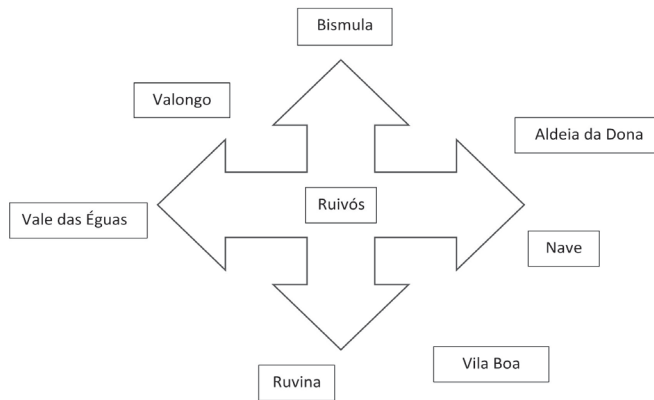 Bismula
Valongo
Aldeia da Dona
Ruivós
Vale das Éguas
Nave
Vila Boa
Ruvina